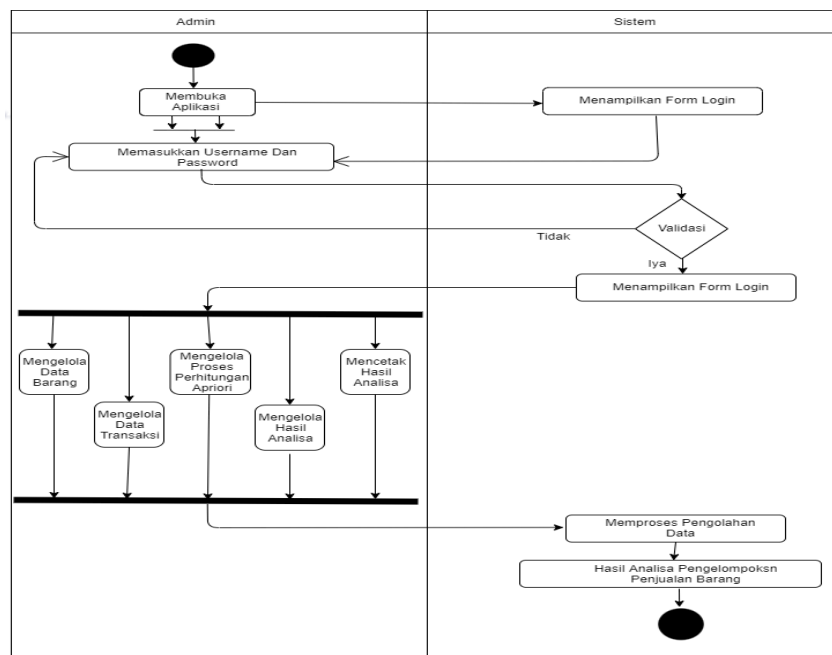 Admin
Sistem
Membuka
Aplikasi
Menampilkan Form Login
Memasukkan Username Dan
Password
Validasi
Tidak
Iya
Menampilkan Form Login
Mengelola
Data
Barang
Mengelola
Data
Transaksi
Mengelola
Proses
Perhitungan
Apriori
Mengelola
Hasil
Analisa
Mencetak
Hasil
Analisa
Memproses Pengolahan
Data
Hasil Analisa Pengelompoksn
Penjualan Barang